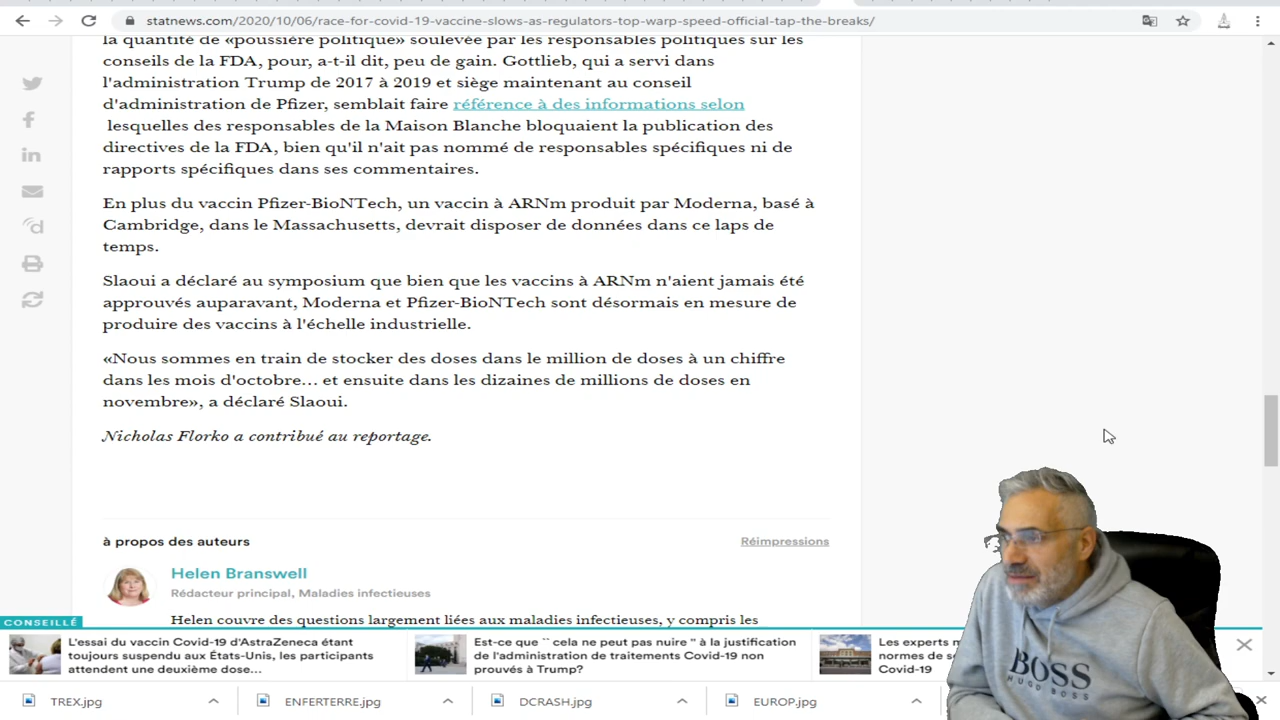 statnews.com/2020/10/06/race-for-covid-19-vaccine-slows-as-regulators-top-warp-speed-official-tap-the-breaks/
la quantité de «poussière politique» soulevée par les responsables politiques sur les
conseils de la FDA, pour, a-t-il dit, peu de gain. Gottlieb, qui a servi dans
l'administration Trump de 2017 à 2019 et siège maintenant au conseil
d'administration de Pfizer, semblait faire référence à des informations selon
lesquelles des responsables de la Maison Blanche bloquaient la publication des
directives de la FDA, bien qu'il n'ait pas nommé de responsables spécifiques ni de
rapports spécifiques dans ses commentaires.
En plus du vaccin Pfizer-BioNTech, un vaccin à ARNm produit par Moderna, basé à
Cambridge, dans le Massachusetts, devrait disposer de données dans ce laps de
temps.
Slaoui a déclaré au symposium que bien que les vaccins à ARNm n'aient jamais été
approuvés auparavant, Moderna et Pfizer-BioNTech sont désormais en mesure de
produire des vaccins à l'échelle industrielle.
«Nous sommes en train de stocker des doses dans le million de doses à un chiffre
dans les mois d'octobre… et ensuite dans les dizaines de millions de doses en
novembre», a déclaré Slaoui.
Nicholas Florko a contribué au reportage.
à propos des auteurs
Réimpressions
Helen Branswell
Rédacteur principal, Maladies infectieuses
Helen couvre des questions largement liées aux maladies infectieuses, y compris les
CONSEILLÉ
L'essai du vaccin Covid-19 d'AstraZeneca étant
toujours suspendu aux États-Unis, les participants
attendent une deuxième dose...
Est-ce que `` cela ne peut pas nuire '' à la justification
de l'administration de traitements Covid-19 non
prouvés à Trump?
Les experts
normes de s
Covid-19
BOSS
HUGO BOSS
TREX.jpg
ENFERTERRE.jpg
DCRASH.jpg
EUROP.jpg